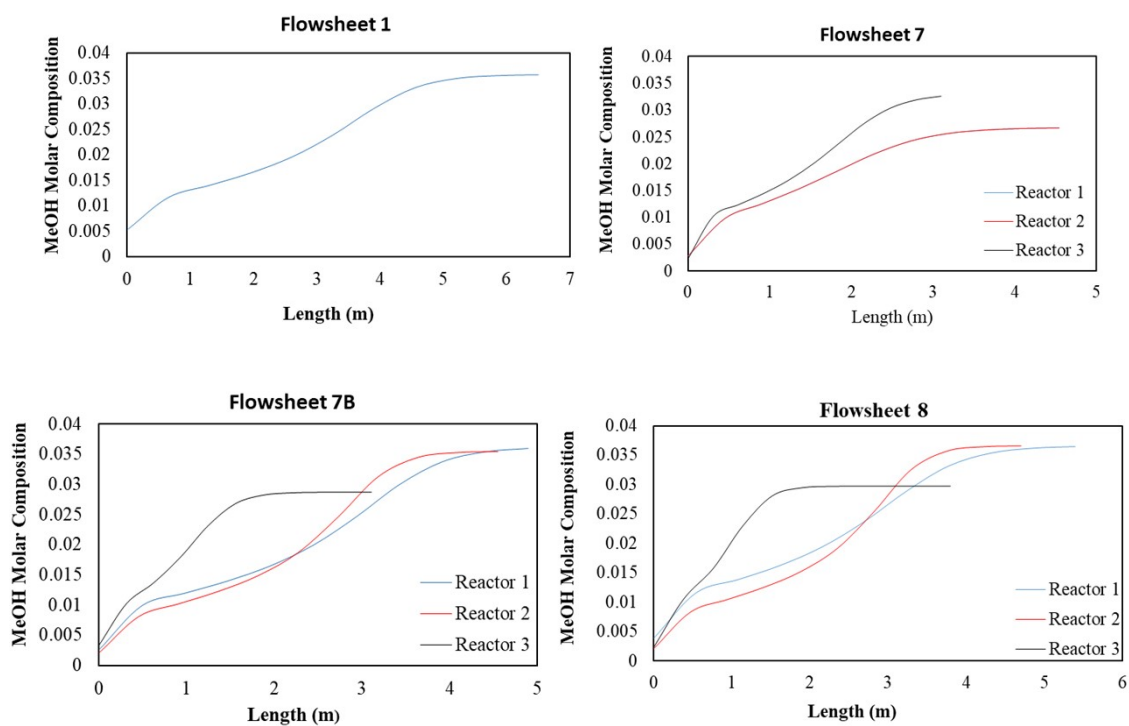 Flowsheet 1
MeOH Molar Composition
0.04
0.035
0.03
0.025
0.02
0.015
0.01
0.005
0
0 1 2 3 4 5 6 7
Length (m)
Flowsheet 7
MeOH Molar Composition
0.04
0.035
0.03
0.025
0.02
0.015
0.01
0.005
0
Reactor 1
Reactor 2
Reactor 3
0 1 2 3 4 5
Length (m)
Flowsheet 7B
MeOH Molar Composition
0.04
0.035
0.03
0.025
0.02
0.015
0.01
0.005
0
Reactor 1
Reactor 2
Reactor 3
0 1 2 3 4 5
Length (m)
Flowsheet 8
MeOH Molar Composition
0.04
0.035
0.03
0.025
0.02
0.015
0.01
0.005
0
Reactor 1
Reactor 2
Reactor 3
0 1 2 3 4 5 6
Length (m)